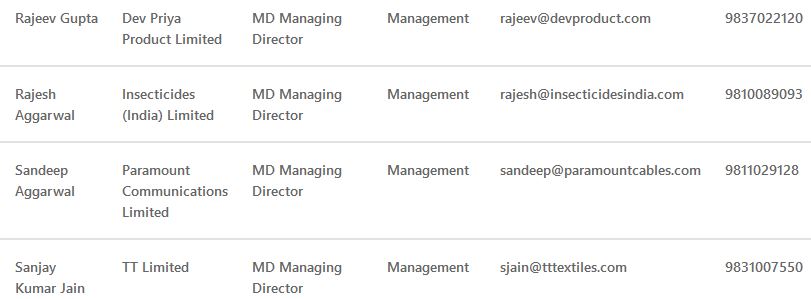 Rajeev Gupta Dev Priya MD Managing Management rajeev@devproduct.com 9837022120
Product Limited Director
Rajesh Insecticides MD Managing Management rajesh@insecticidesindia.com 9810089093
Aggarwal (India) Limited Director
Sandeep Paramount MD Managing Management sandeep@paramountcables.com 9811029128
Aggarwal Communications Director
Limited
Sanjay TT Limited MD Managing Management sjain@tttextiles.com 9831007550
Kumar Jain Director